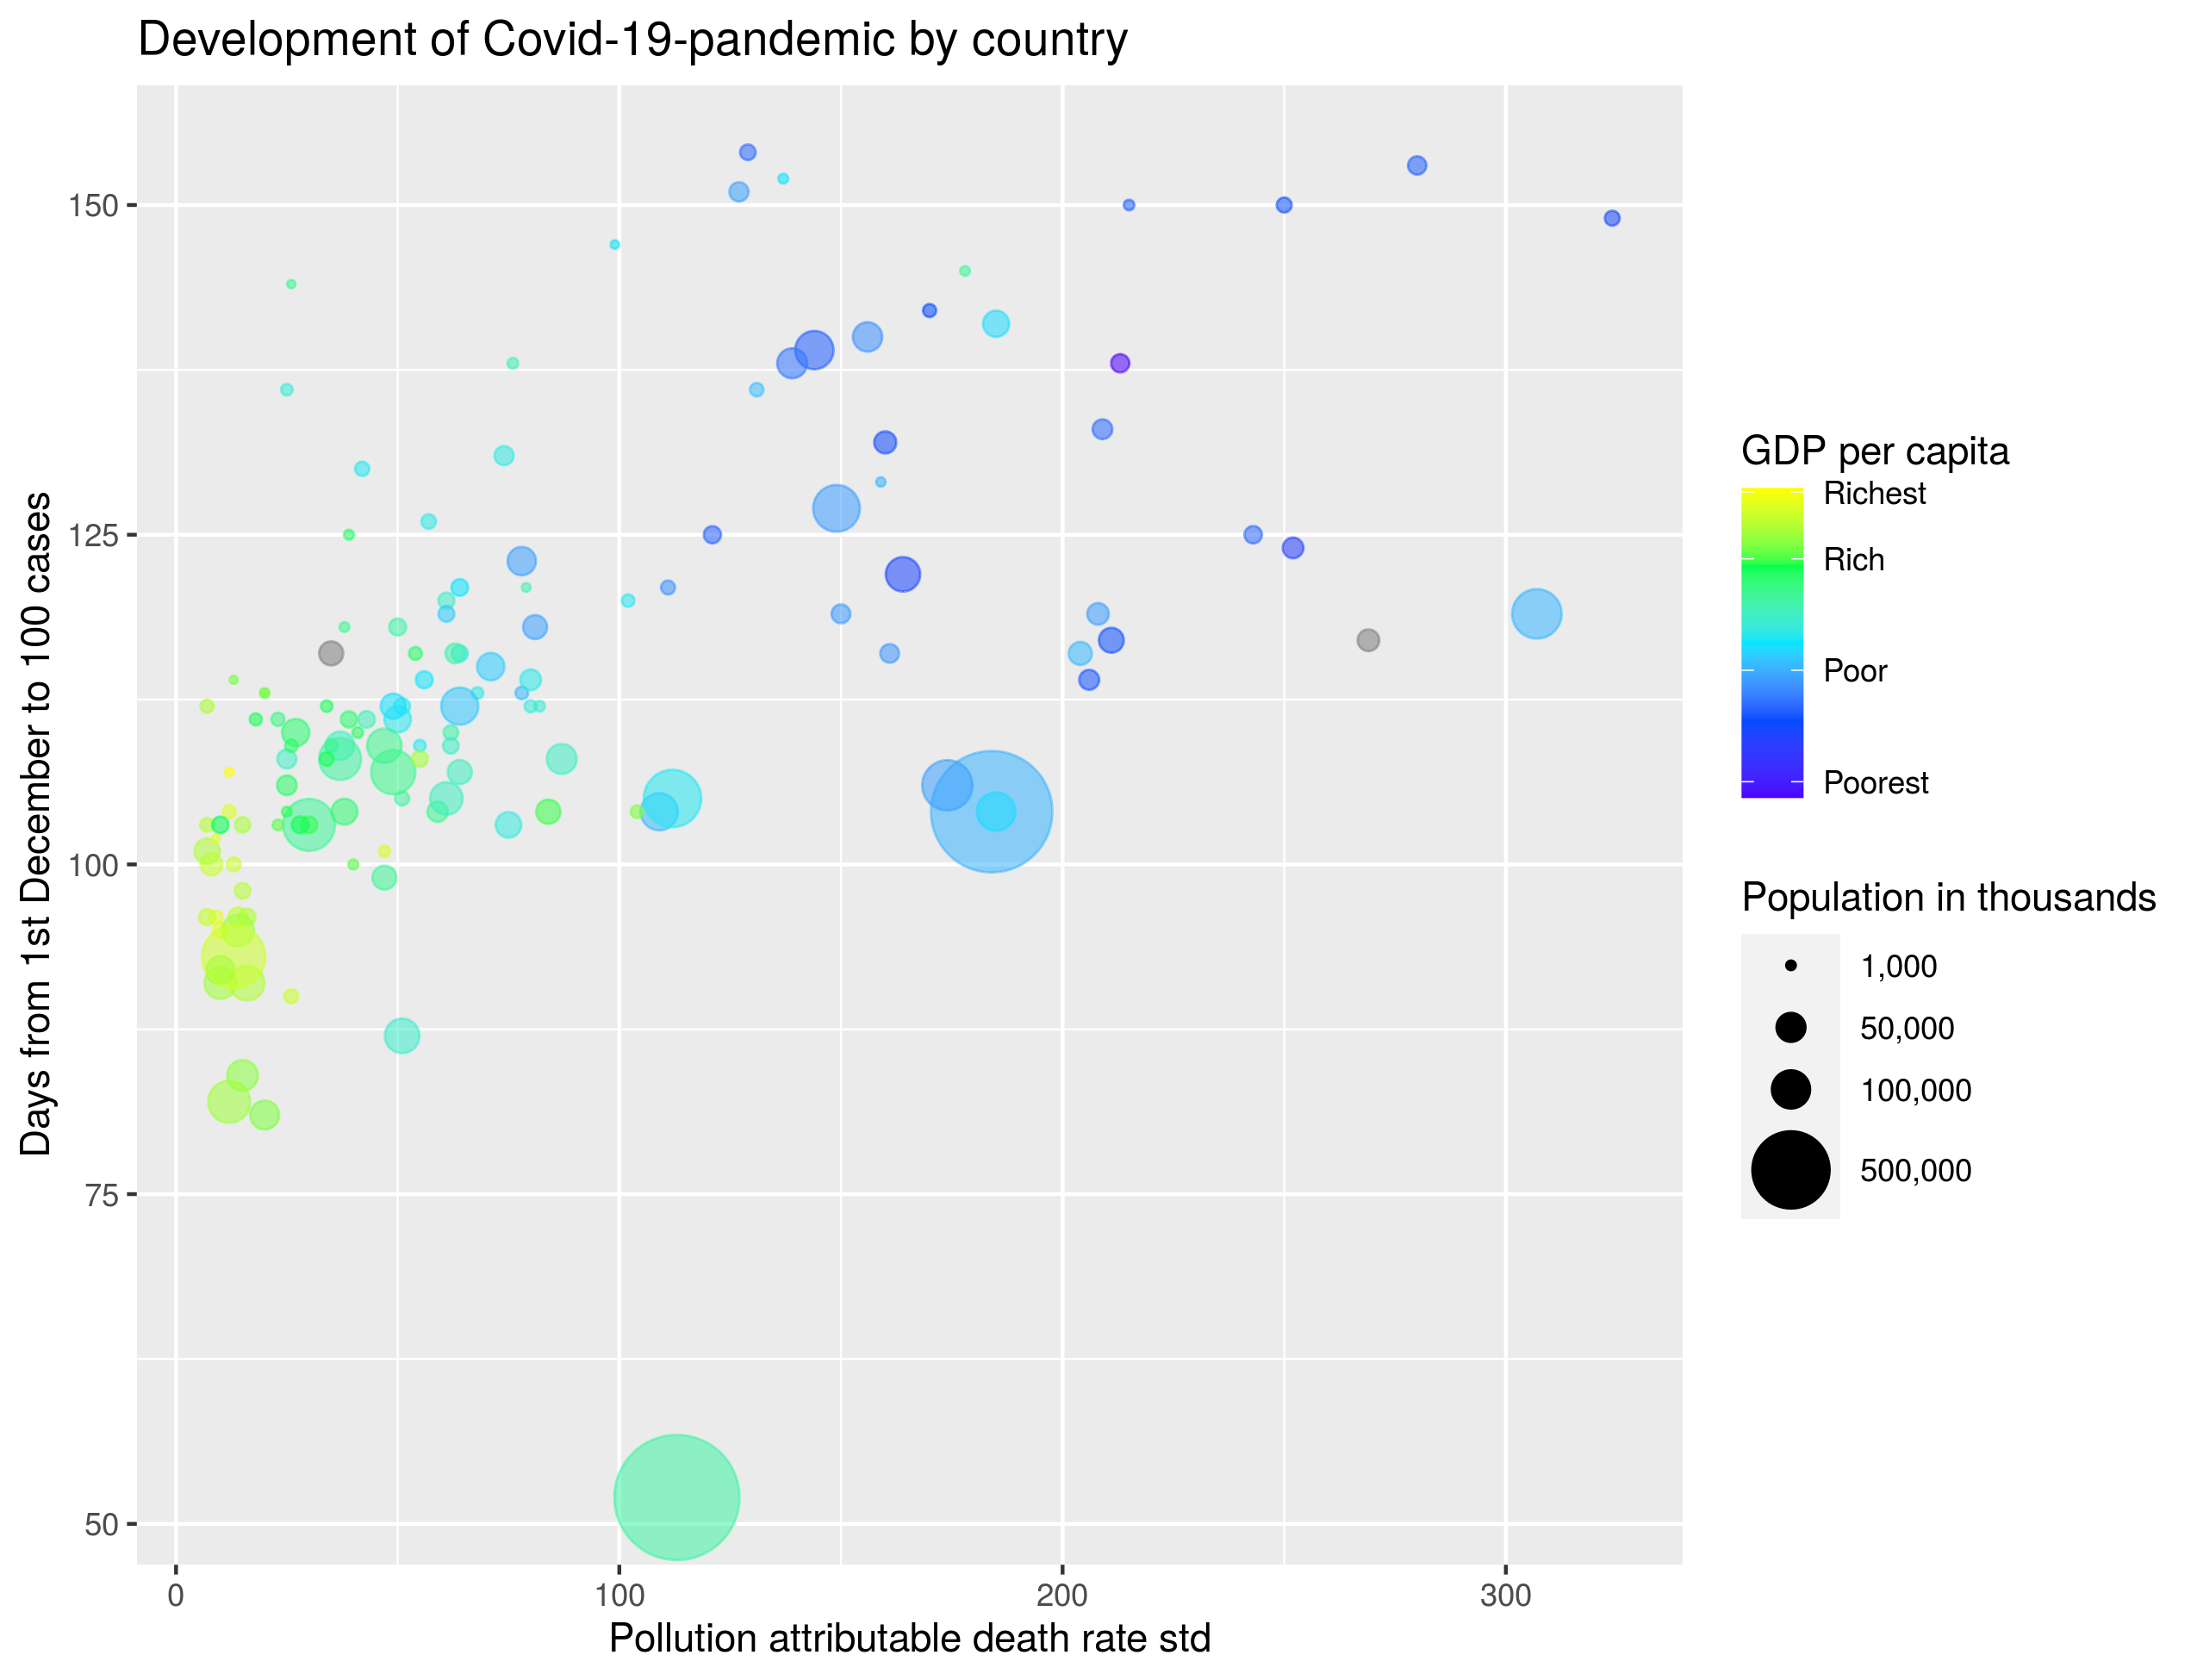 Development of Covid-19-pandemic by country
Days from 1st December to 100 cases
150
125
100
75
50
0 100 200 300
Pollution attributable death rate std
GDP per capita
Richest
Rich
Poor
Poorest
Population in thousands
1,000
50,000
100,000
500,000